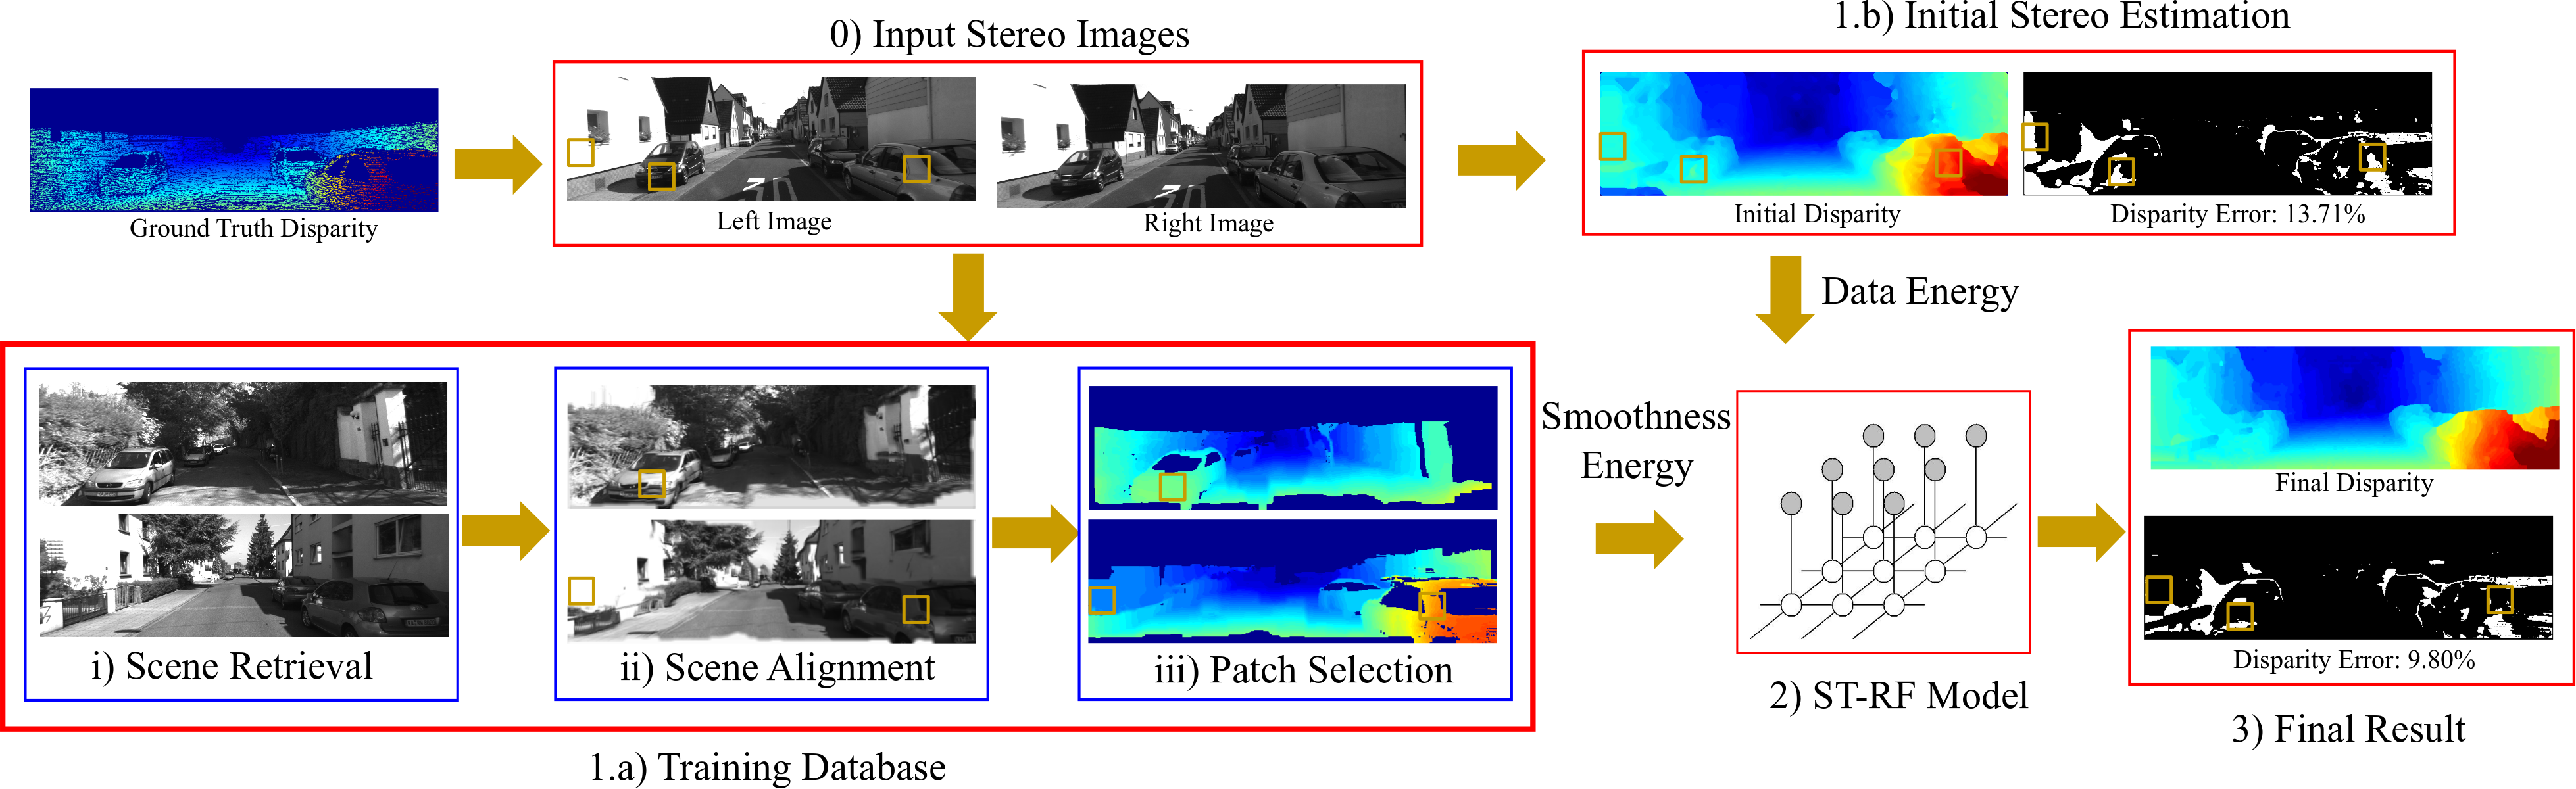 0) Input Stereo Images
1.b) Initial Stereo Estimation
Ground Truth Disparity
Left Image
Right Image
Initial Disparity
Disparity Error: 13.71%
Data Energy
Smoothness
Energy
i) Scene Retrieval
ii) Scene Alignment
iii) Patch Selection
1.a) Training Database
2) ST-RF Model
Final Disparity
Disparity Error: 9.80%
3) Final Result